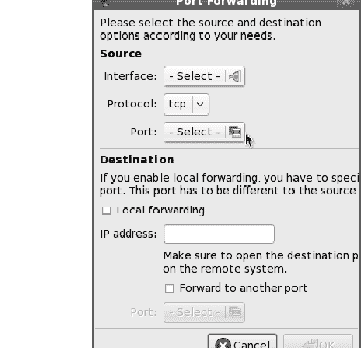 Port Forwarding
Please select the source and destination
options according to your needs.
Source
Interface: - Select -
Protocol: tcp
Port: - Select -
Destination
If you enable local forwarding, you have to speci
port. This port has to be different to the source
Local forwarding
IP address:
Make sure to open the destination p
on the remote system.
Forward to another port
Port: - Select -
Cancel OK